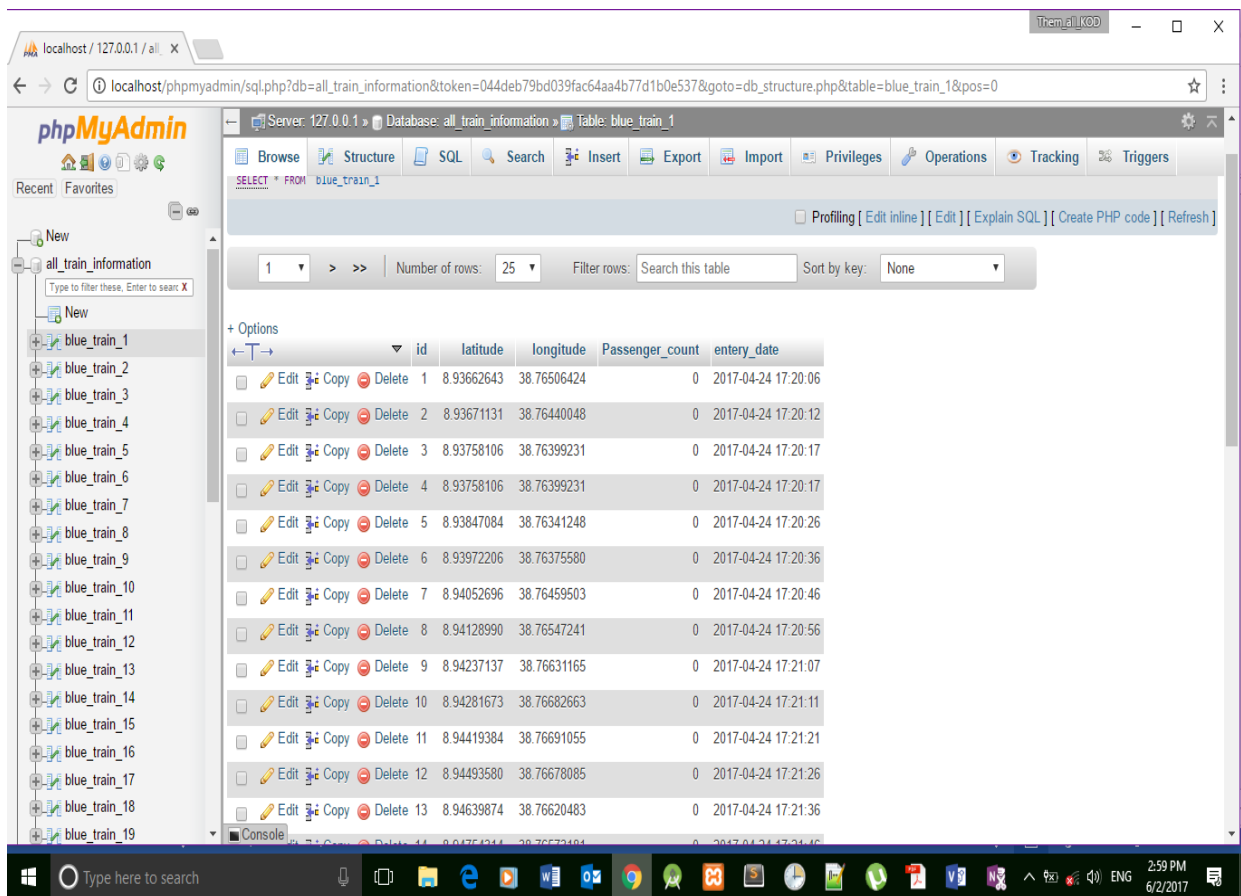 Them_all_KOD
localhost / 127.0.0.1 / all_ X
localhost/phpmyadmin/sql.php?db=all_train_information&token=044deb79bd039fac64aa4b77d1b0e537&goto=db_structure.php&table=blue_train_1&pos=0
phpMyAdmin
Recent Favorites
New
all_train_information
Type to filter these, Enter to searc X
New
blue_train_1
blue_train_2
blue_train_3
blue_train_4
blue_train_5
blue_train_6
blue_train_7
blue_train_8
blue_train_9
blue_train_10
blue_train_11
blue_train_12
blue_train_13
blue_train_14
blue_train_15
blue_train_16
blue_train_17
blue_train_18
blue_train_19
Server: 127.0.0.1 » Database: all_train_information » Table: blue_train_1
Browse Structure SQL Search Insert Export Import Privileges Operations Tracking Triggers
SELECT * FROM blue_train_1
Profiling [ Edit inline ] [ Edit ] [ Explain SQL ] [ Create PHP code ] [ Refresh ]
1 > >> Number of rows: 25 Filter rows: Search this table Sort by key: None
+ Options
←T→ id latitude longitude Passenger_count entery_date
Edit Copy Delete 1 8.93662643 38.76506424 0 2017-04-24 17:20:06
Edit Copy Delete 2 8.93671131 38.76440048 0 2017-04-24 17:20:12
Edit Copy Delete 3 8.93758106 38.76399231 0 2017-04-24 17:20:17
Edit Copy Delete 4 8.93758106 38.76399231 0 2017-04-24 17:20:17
Edit Copy Delete 5 8.93847084 38.76341248 0 2017-04-24 17:20:26
Edit Copy Delete 6 8.93972206 38.76375580 0 2017-04-24 17:20:36
Edit Copy Delete 7 8.94052696 38.76459503 0 2017-04-24 17:20:46
Edit Copy Delete 8 8.94128990 38.76547241 0 2017-04-24 17:20:56
Edit Copy Delete 9 8.94237137 38.76631165 0 2017-04-24 17:21:07
Edit Copy Delete 10 8.94281673 38.76682663 0 2017-04-24 17:21:11
Edit Copy Delete 11 8.94419384 38.76691055 0 2017-04-24 17:21:21
Edit Copy Delete 12 8.94493580 38.76678085 0 2017-04-24 17:21:26
Edit Copy Delete 13 8.94639874 38.76620483 0 2017-04-24 17:21:36
Console
Type here to search
ENG
2:59 PM
6/2/2017